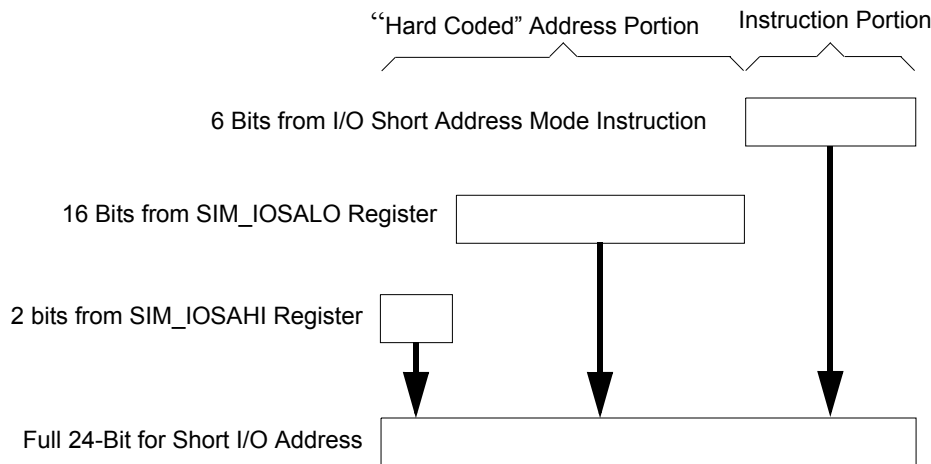 “Hard Coded” Address Portion
Instruction Portion
6 Bits from I/O Short Address Mode Instruction
16 Bits from SIM_IOSALO Register
2 bits from SIM_IOSAHI Register
Full 24-Bit for Short I/O Address